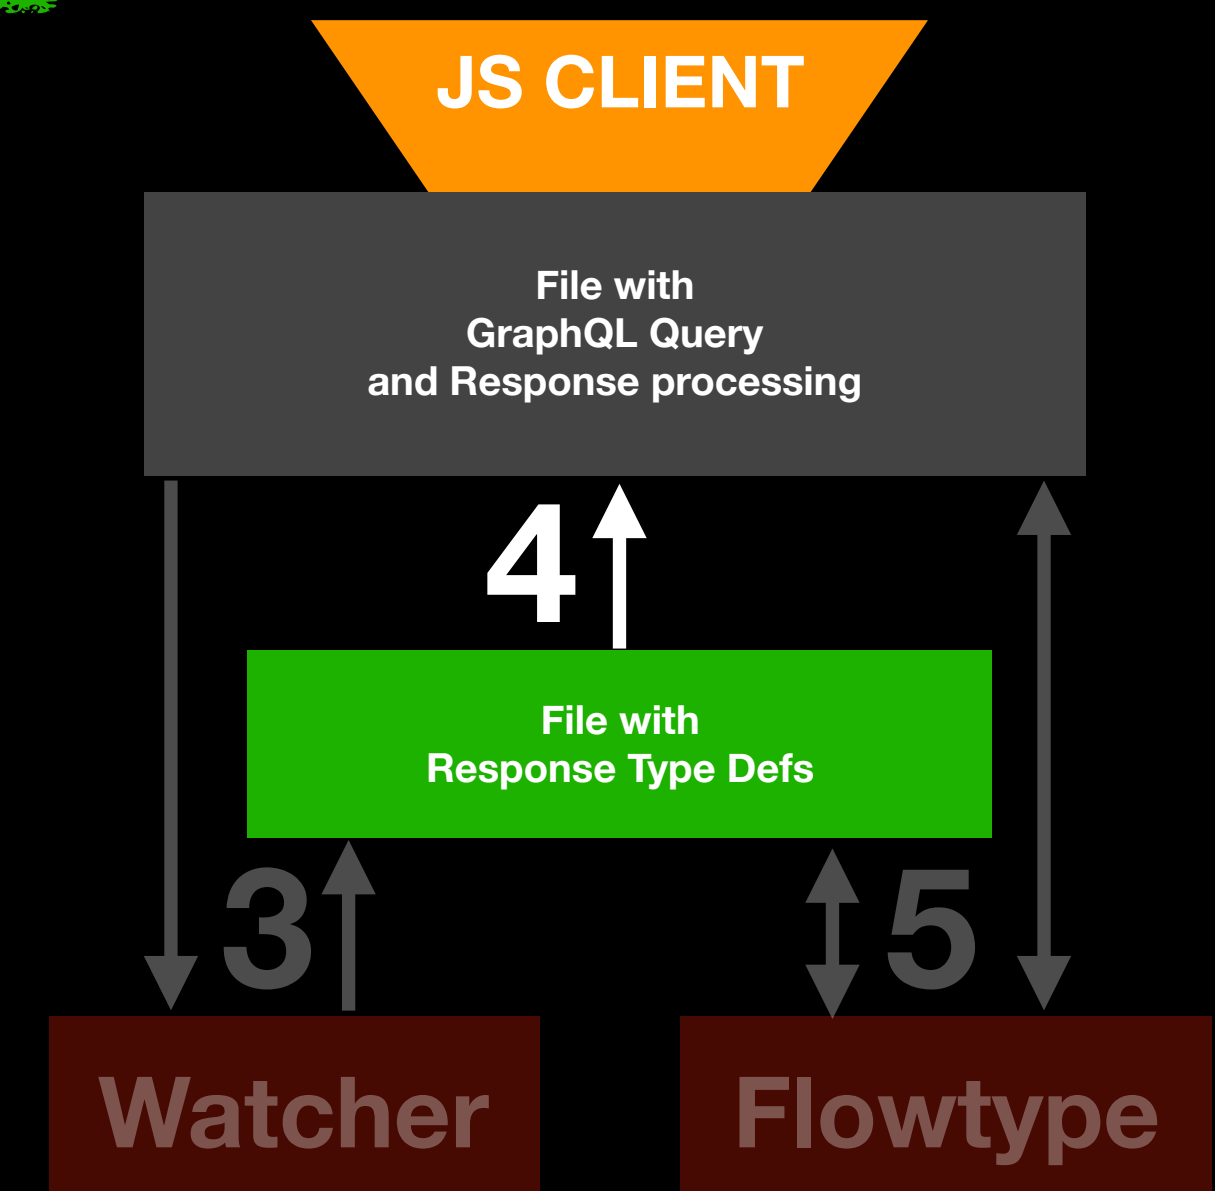 JS CLIENT
File with
GraphQL Query
and Response processing
4
File with
Response Type Defs
3
5
Watcher
Flowtype